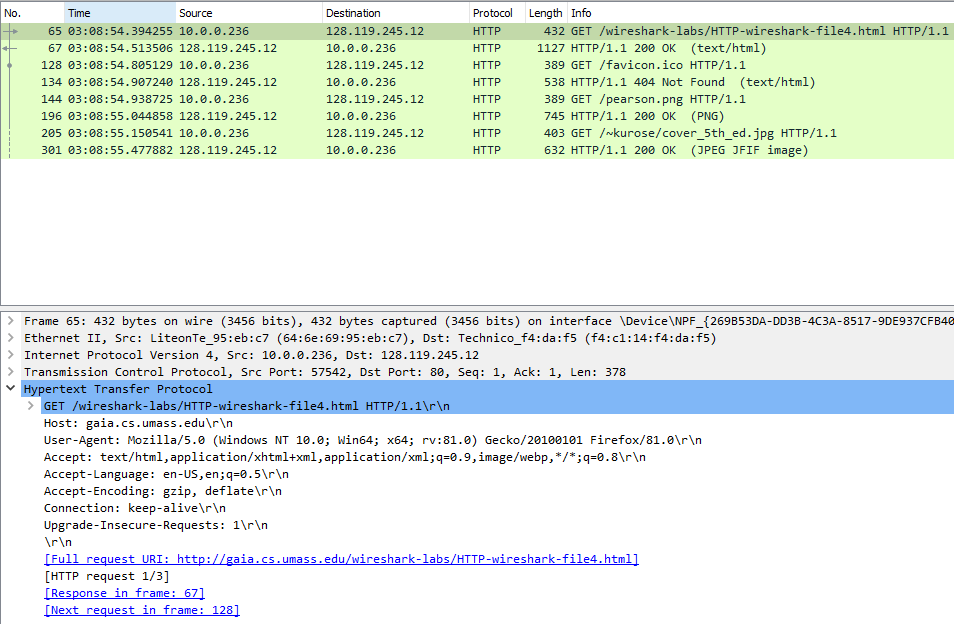 No. Time Source Destination Protocol Length Info
65 03:08:54.394255 10.0.0.236 128.119.245.12 HTTP 432 GET /wireshark-labs/HTTP-wireshark-file4.html HTTP/1.1
67 03:08:54.513506 128.119.245.12 10.0.0.236 HTTP 1127 HTTP/1.1 200 OK  (text/html)
128 03:08:54.805129 10.0.0.236 128.119.245.12 HTTP 389 GET /favicon.ico HTTP/1.1
134 03:08:54.907240 128.119.245.12 10.0.0.236 HTTP 538 HTTP/1.1 404 Not Found  (text/html)
144 03:08:54.938725 10.0.0.236 128.119.245.12 HTTP 389 GET /pearson.png HTTP/1.1
196 03:08:55.044858 128.119.245.12 10.0.0.236 HTTP 745 HTTP/1.1 200 OK  (PNG)
205 03:08:55.150541 10.0.0.236 128.119.245.12 HTTP 403 GET /~kurose/cover_5th_ed.jpg HTTP/1.1
301 03:08:55.477882 128.119.245.12 10.0.0.236 HTTP 632 HTTP/1.1 200 OK  (JPEG JFIF image)
Frame 65: 432 bytes on wire (3456 bits), 432 bytes captured (3456 bits) on interface \Device\NPF_{269B53DA-DD3B-4C3A-8517-9DE937CFB40
Ethernet II, Src: LiteonTe_95:eb:c7 (64:6e:69:95:eb:c7), Dst: Technico_f4:da:f5 (f4:c1:14:f4:da:f5)
Internet Protocol Version 4, Src: 10.0.0.236, Dst: 128.119.245.12
Transmission Control Protocol, Src Port: 57542, Dst Port: 80, Seq: 1, Ack: 1, Len: 378
Hypertext Transfer Protocol
GET /wireshark-labs/HTTP-wireshark-file4.html HTTP/1.1\r\n
Host: gaia.cs.umass.edu\r\n
User-Agent: Mozilla/5.0 (Windows NT 10.0; Win64; x64; rv:81.0) Gecko/20100101 Firefox/81.0\r\n
Accept: text/html,application/xhtml+xml,application/xml;q=0.9,image/webp,*/*;q=0.8\r\n
Accept-Language: en-US,en;q=0.5\r\n
Accept-Encoding: gzip, deflate\r\n
Connection: keep-alive\r\n
Upgrade-Insecure-Requests: 1\r\n
\r\n
[Full request URI: http://gaia.cs.umass.edu/wireshark-labs/HTTP-wireshark-file4.html]
[HTTP request 1/3]
[Response in frame: 67]
[Next request in frame: 128]